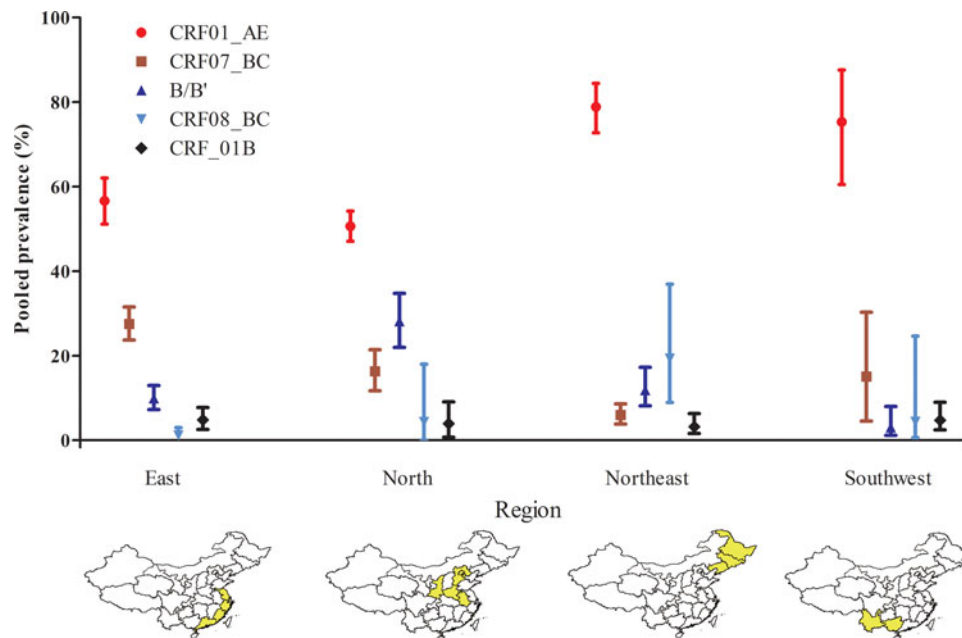 100
80
60
40
20
0
Pooled prevalence (%)
CRF01_AE
CRF07_BC
B/B'
CRF08_BC
CRF_01B
East North Northeast Southwest
Region